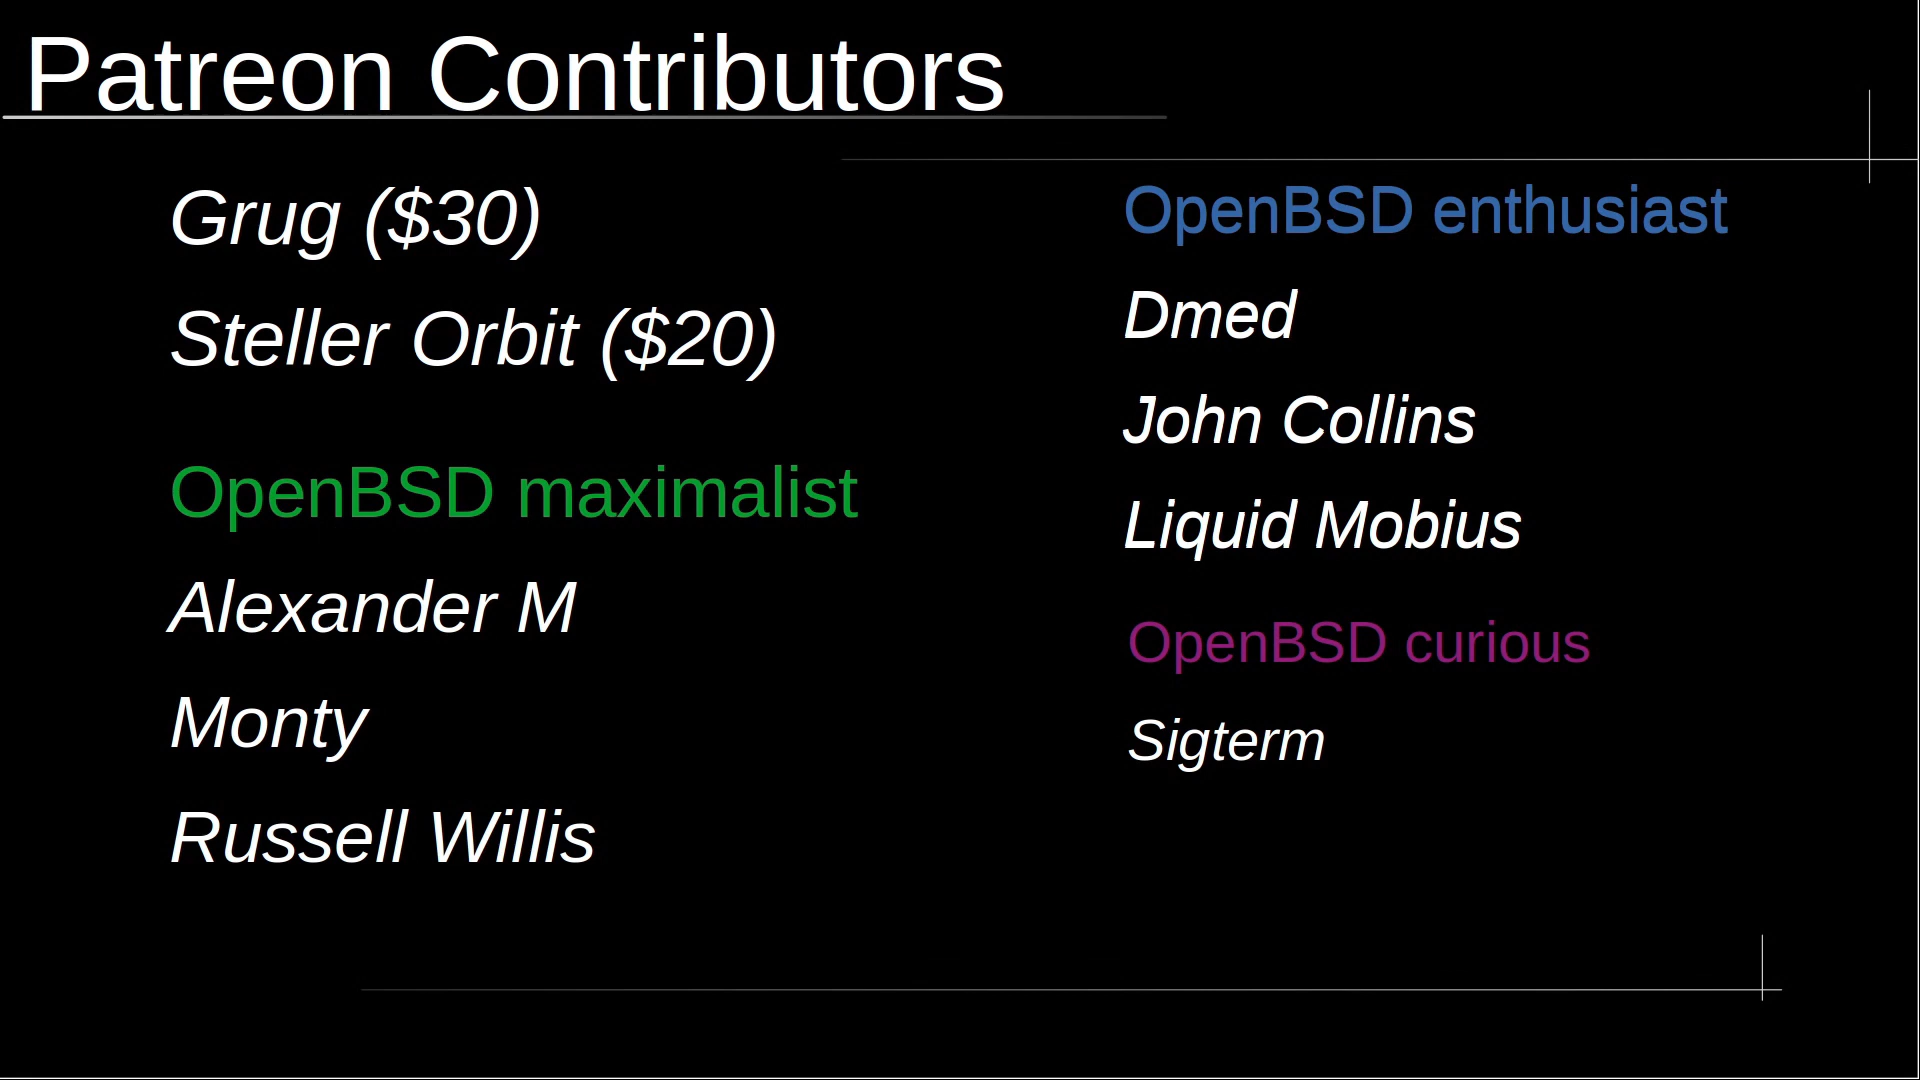 Patreon Contributors
Grug ($30)
Steller Orbit ($20)
OpenBSD maximalist
Alexander M
Monty
Russell Willis
OpenBSD enthusiast
Dmed
John Collins
Liquid Mobius
OpenBSD curious
Sigterm